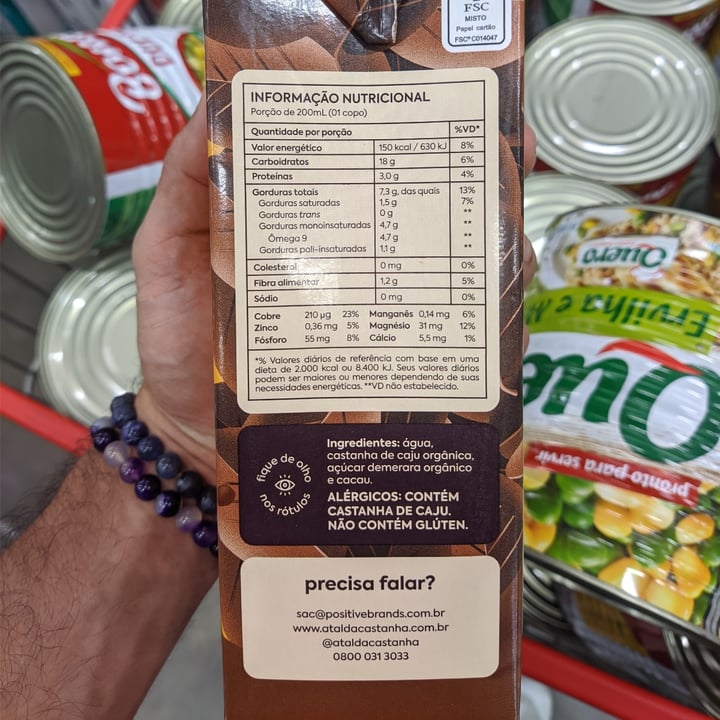 FSC
MISTO
Papel cartão
FSC® C014047
INFORMAÇÃO NUTRICIONAL
Porção de 200mL (01 copo)
Quantidade por porção %VD*
Valor energético 150 kcal / 630 kJ 8%
Carboidratos 18 g 6%
Proteínas 3,0 g 4%
Gorduras totais 7,3 g, das quais 13%
Gorduras saturadas 1,5 g 7%
Gorduras trans 0 g **
Gorduras monoinsaturadas 4,7 g **
Ômega 9 4,7 g **
Gorduras poli-insaturadas 1,1 g **
Colesterol 0 mg 0%
Fibra alimentar 1,2 g 5%
Sódio 0 mg 0%
Cobre 210 µg 23% Manganês 0,14 mg 6%
Zinco 0,36 mg 5% Magnésio 31 mg 12%
Fósforo 55 mg 8% Cálcio 5,5 mg 1%
*% Valores diários de referência com base em uma
dieta de 2.000 kcal ou 8.400 kJ. Seus valores diários
podem ser maiores ou menores dependendo de suas
necessidades energéticas. **VD não estabelecido.
fique de olho
nos rótulos
Ingredientes: água,
castanha de caju orgânica,
açúcar demerara orgânico
e cacau.
ALÉRGICOS: CONTÉM
CASTANHA DE CAJU.
NÃO CONTÉM GLÚTEN.
precisa falar?
sac@positivebrands.com.br
www.ataldacastanha.com.br
@ataldacastanha
0800 031 3033
Quero
Ervilha e
Que
pronto para servir